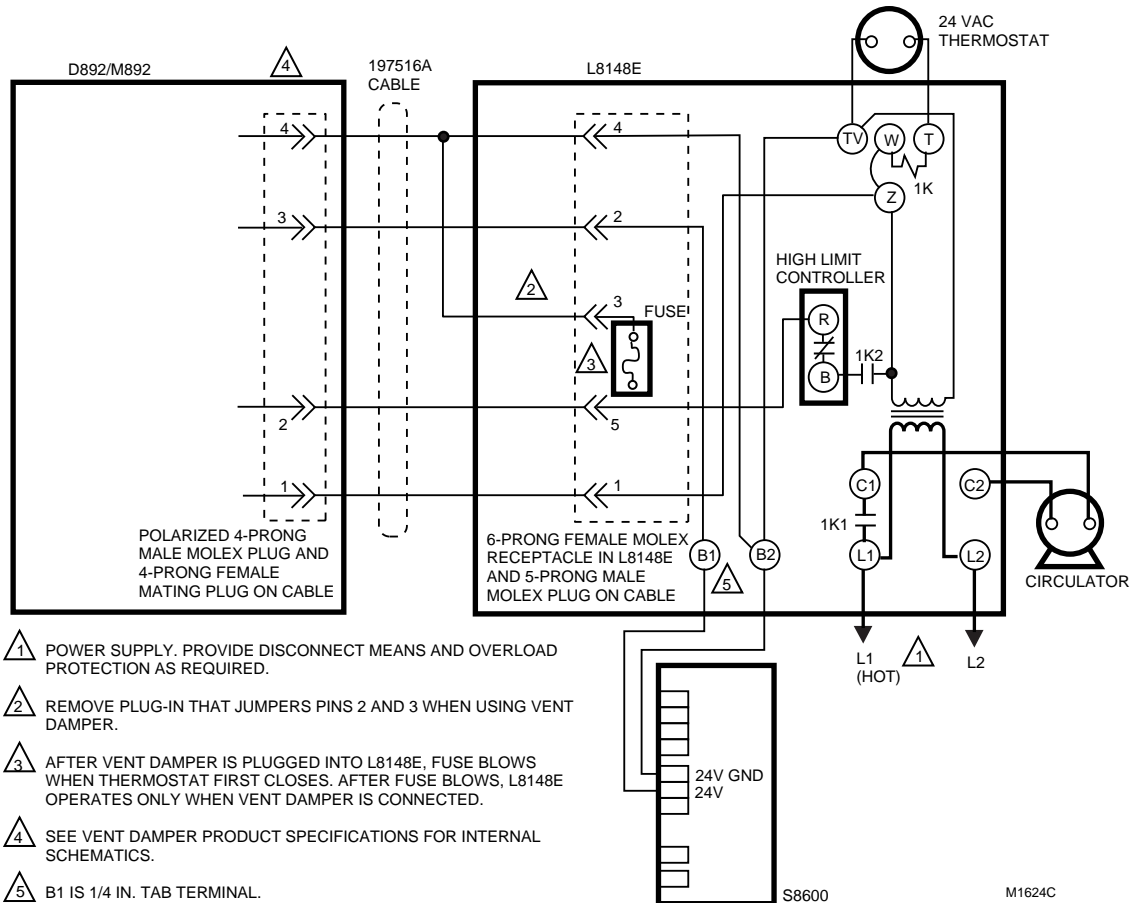 24 VAC
THERMOSTAT
D892/M892
4
197516A
CABLE
L8148E
4
4
TV
W
T
1K
Z
3
2
HIGH LIMIT
CONTROLLER
2
3
FUSE
R
3
1K2
B
2
5
1
1
C1
C2
1K1
POLARIZED 4-PRONG
MALE MOLEX PLUG AND
4-PRONG FEMALE
MATING PLUG ON CABLE
6-PRONG FEMALE MOLEX
RECEPTACLE IN L8148E
AND 5-PRONG MALE
MOLEX PLUG ON CABLE
B1
B2
5
L1
L2
CIRCULATOR
L1
(HOT)
1
L2
1 POWER SUPPLY. PROVIDE DISCONNECT MEANS AND OVERLOAD
PROTECTION AS REQUIRED.
2 REMOVE PLUG-IN THAT JUMPERS PINS 2 AND 3 WHEN USING VENT
DAMPER.
3 AFTER VENT DAMPER IS PLUGGED INTO L8148E, FUSE BLOWS
WHEN THERMOSTAT FIRST CLOSES. AFTER FUSE BLOWS, L8148E
OPERATES ONLY WHEN VENT DAMPER IS CONNECTED.
4 SEE VENT DAMPER PRODUCT SPECIFICATIONS FOR INTERNAL
SCHEMATICS.
5 B1 IS 1/4 IN. TAB TERMINAL.
24V GND
24V
S8600
M1624C